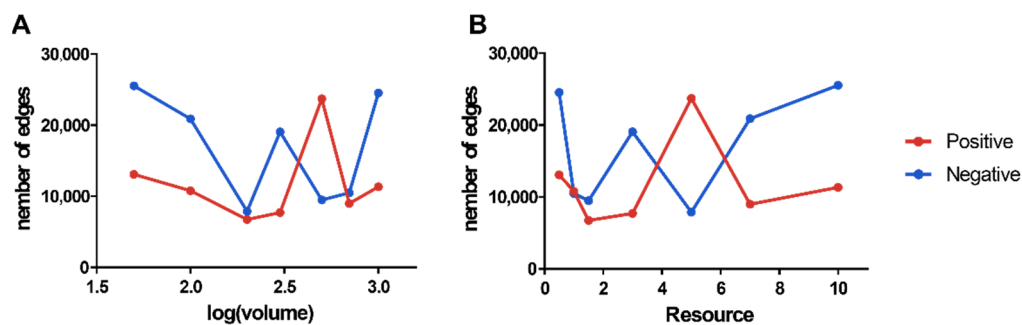 A
30,000
20,000
10,000
0
nember of edges
1.5
2.0
2.5
3.0
log(volume)
B
30,000
20,000
10,000
0
nember of edges
0
2
4
6
8
10
Resource
Positive
Negative